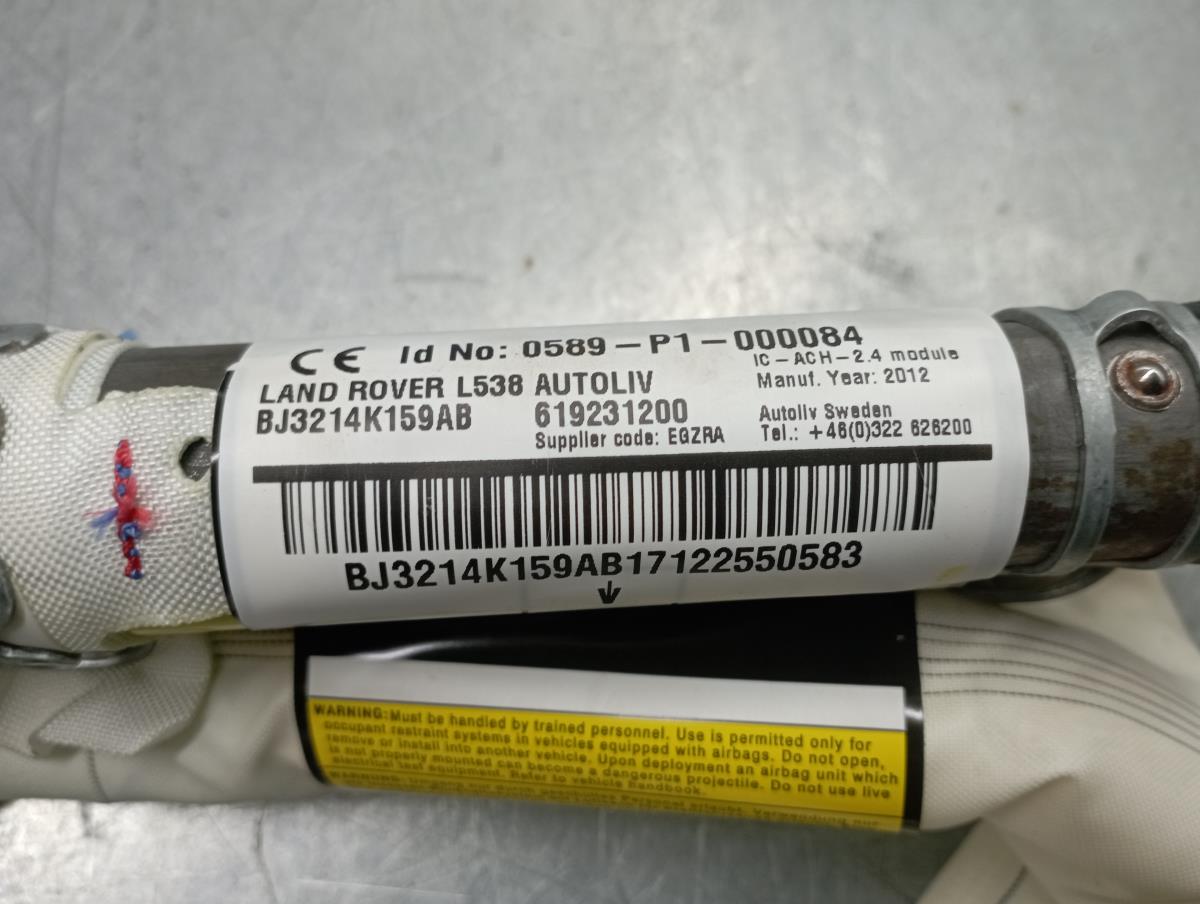 CE Id No: 0589-P1-000084
IC-ACH-2.4 module
LAND ROVER L538 AUTOLIV
Manuf. Year: 2012
BJ3214K159AB 619231200
Autoliv Sweden
Supplier code: EGZRA
Tel.: +46(0)322 626200
BJ3214K159AB17122550583
WARNING: Must be handled by trained personnel. Use is permitted only for
occupant restraint systems in vehicles equipped with airbags. Do not open,
remove or install into another vehicle. Upon deployment an airbag unit which
is not properly mounted can become a dangerous projectile. Do not use live
electrical test equipment. Refer to vehicle handbook.